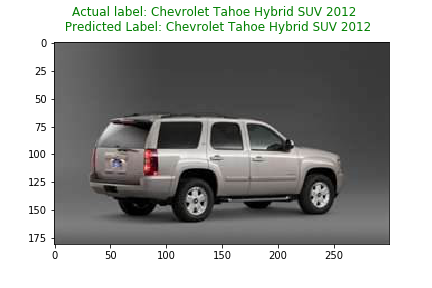 Actual label: Chevrolet Tahoe Hybrid SUV 2012
Predicted Label: Chevrolet Tahoe Hybrid SUV 2012
0
25
50
75
100
125
150
175
0 50 100 150 200 250